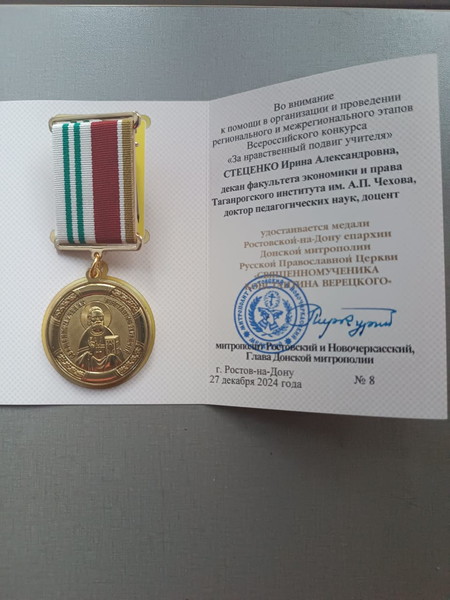 Во внимание
к помощи в организации и проведении
регионального и межрегионального этапов
Всероссийского конкурса
«За нравственный подвиг учителя»
СТЕЦЕНКО Ирина Александровна,
декан факультета экономики и права
Таганрогского института им. А.П. Чехова,
доктор педагогических наук, доцент
удостаивается медали
Ростовской-на-Дону епархии
Донской митрополии
Русской Православной Церкви
«СВЯЩЕННОМУЧЕНИКА
ВЕРЕЦКОГО»
митрополит Ростовский и Новочеркасский,
Глава Донской митрополии
г. Ростов-на-Дону
27 декабря 2024 года № 8